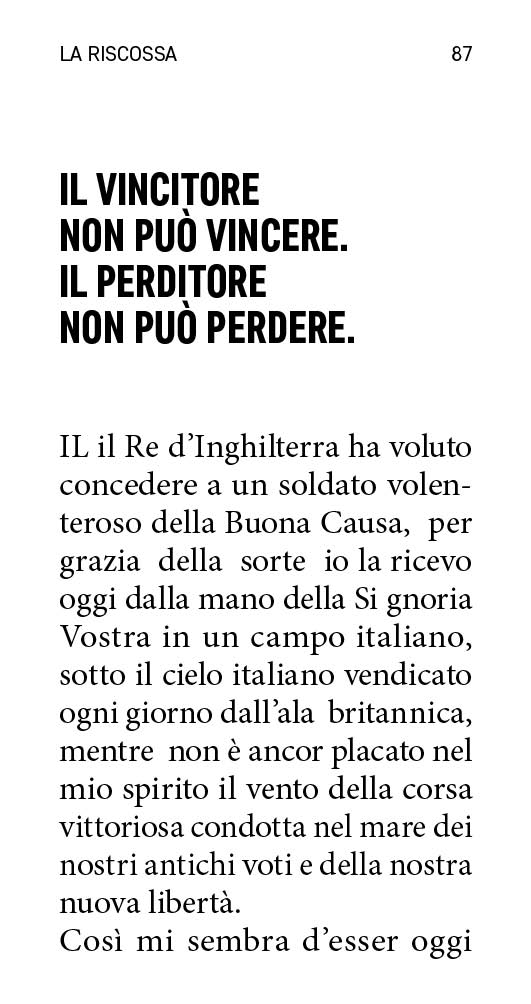 LA RISCOSSA 87
IL VINCITORE
NON PUÒ VINCERE.
IL PERDITORE
NON PUÒ PERDERE.
IL il Re d’Inghilterra ha voluto
concedere a un soldato volen-
teroso della Buona Causa, per
grazia della sorte io la ricevo
oggi dalla mano della Si gnoria
Vostra in un campo italiano,
sotto il cielo italiano vendicato
ogni giorno dall’ala britannica,
mentre non è ancor placato nel
mio spirito il vento della corsa
vittoriosa condotta nel mare dei
nostri antichi voti e della nostra
nuova libertà.
Così mi sembra d’esser oggi